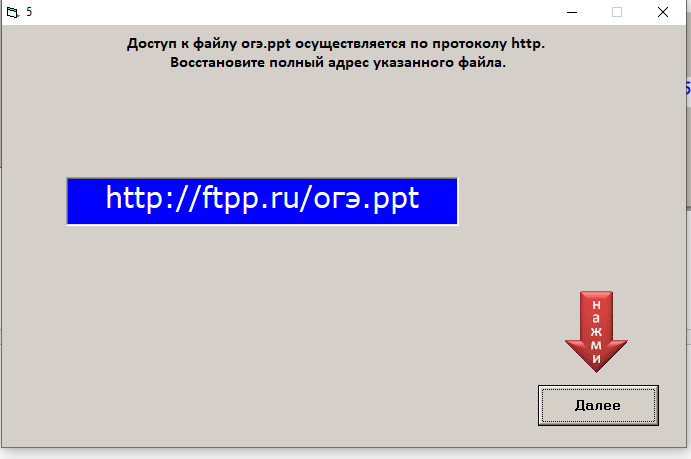 5
Доступ к файлу огэ.ppt осуществляется по протоколу http.
Восстановите полный адрес указанного файла.
http://ftpp.ru/огэ.ppt
нажми
Далее